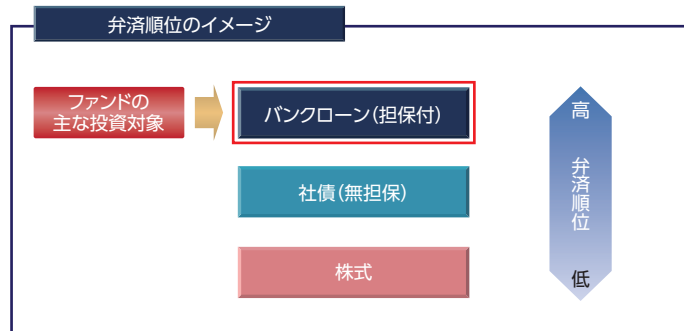 弁済順位のイメージ
ファンドの
主な投資対象
バンクローン(担保付)
社債(無担保)
株式
高
弁済順位
低